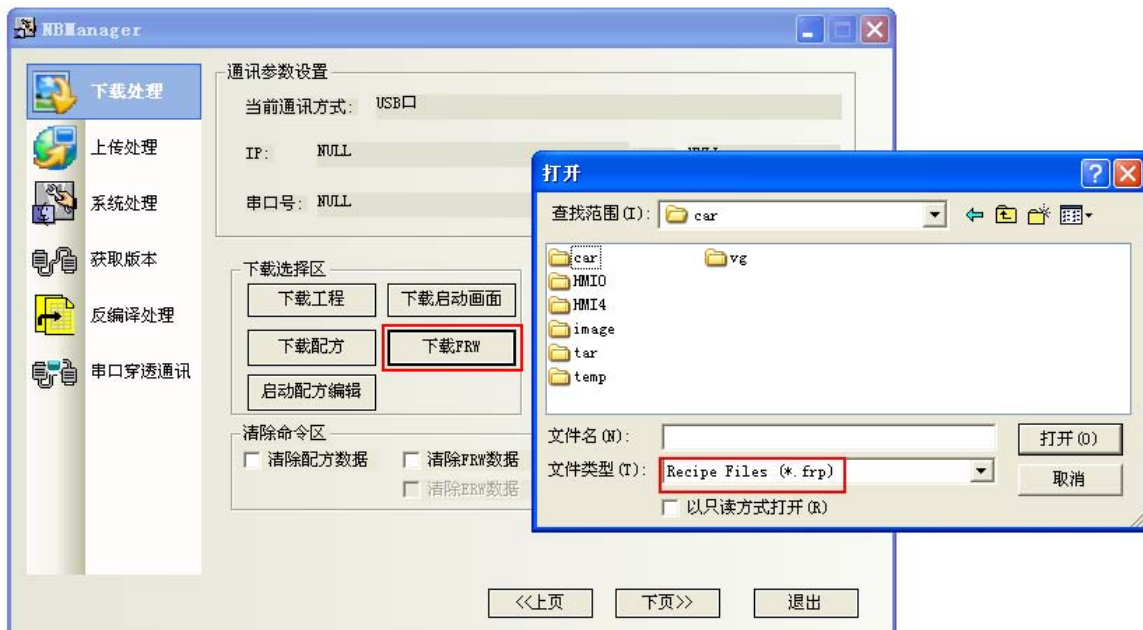 NBManager
下载处理
上传处理
系统处理
获取版本
反编译处理
串口穿透通讯
通讯参数设置
当前通讯方式: USB口
IP: NULL
串口号: NULL
下载选择区
下载工程 下载启动画面
下载配方 下载FRW
启动配方编辑
清除命令区
清除配方数据 清除FRW数据
清除ERW数据
<<上页 下页>> 退出
打开
查找范围(I): car
car vg
HMI0
HMI4
image
tar
temp
文件名(N): 打开(O)
文件类型(T): Recipe Files (*.frp) 取消
以只读方式打开(R)